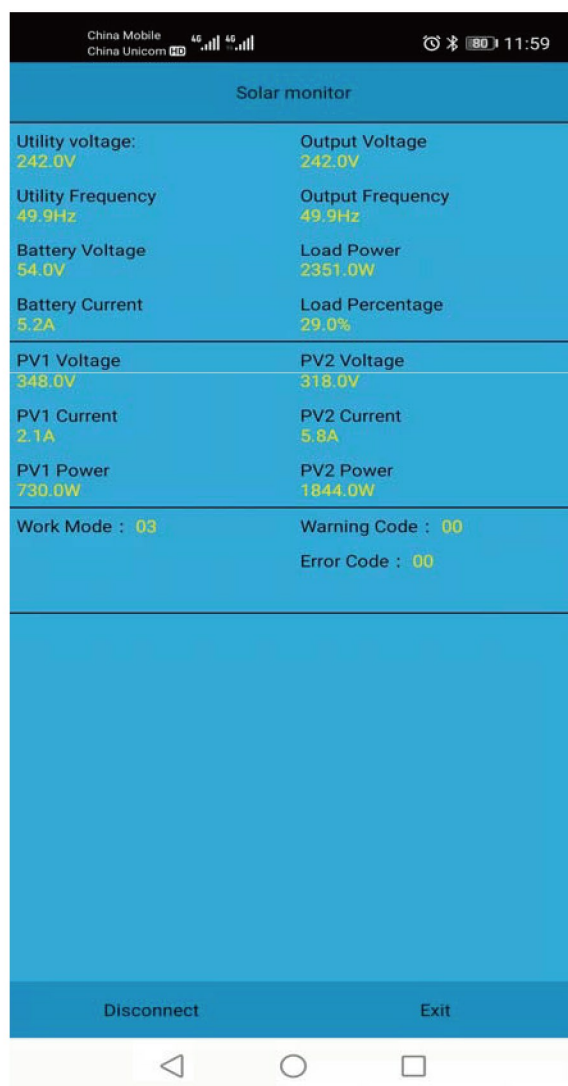 China Mobile 4G 4G 80 11:59
China Unicom HD
Solar monitor
Utility voltage: Output Voltage
242.0V 242.0V
Utility Frequency Output Frequency
49.9Hz 49.9Hz
Battery Voltage Load Power
54.0V 2351.0W
Battery Current Load Percentage
5.2A 29.0%
PV1 Voltage PV2 Voltage
348.0V 318.0V
PV1 Current PV2 Current
2.1A 5.8A
PV1 Power PV2 Power
730.0W 1844.0W
Work Mode : 03 Warning Code : 00
Error Code : 00
Disconnect Exit